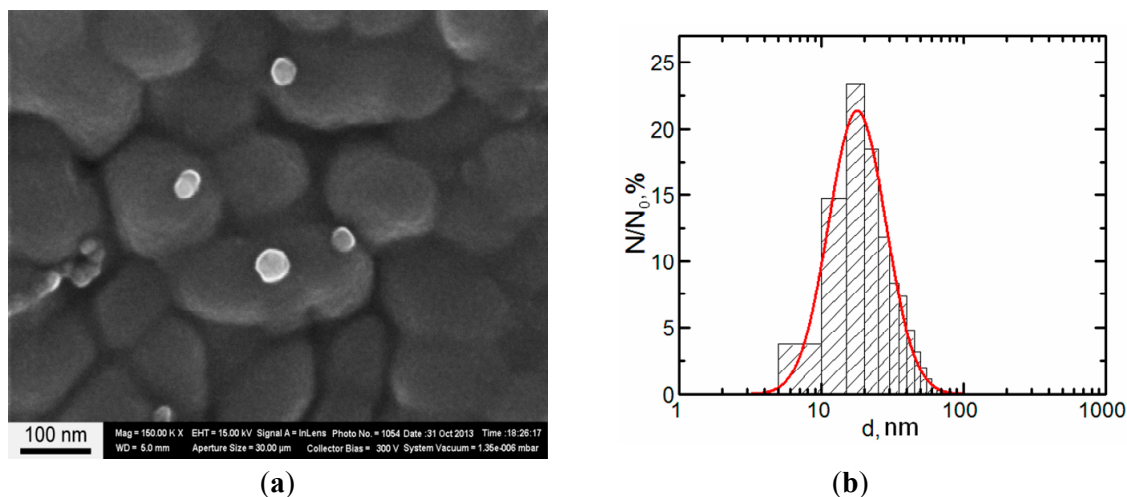 100 nm
Mag = 150.00 K X EHT = 15.00 kV Signal A = InLens Photo No. = 1054 Date :31 Oct 2013 Time :18:26:17
WD = 5.0 mm Aperture Size = 30.00 µm Collector Bias = 300 V System Vacuum = 1.35e-006 mbar
(a)
25
20
15
10
5
0
N/N₀,%
1 10 100 1000
d, nm
(b)